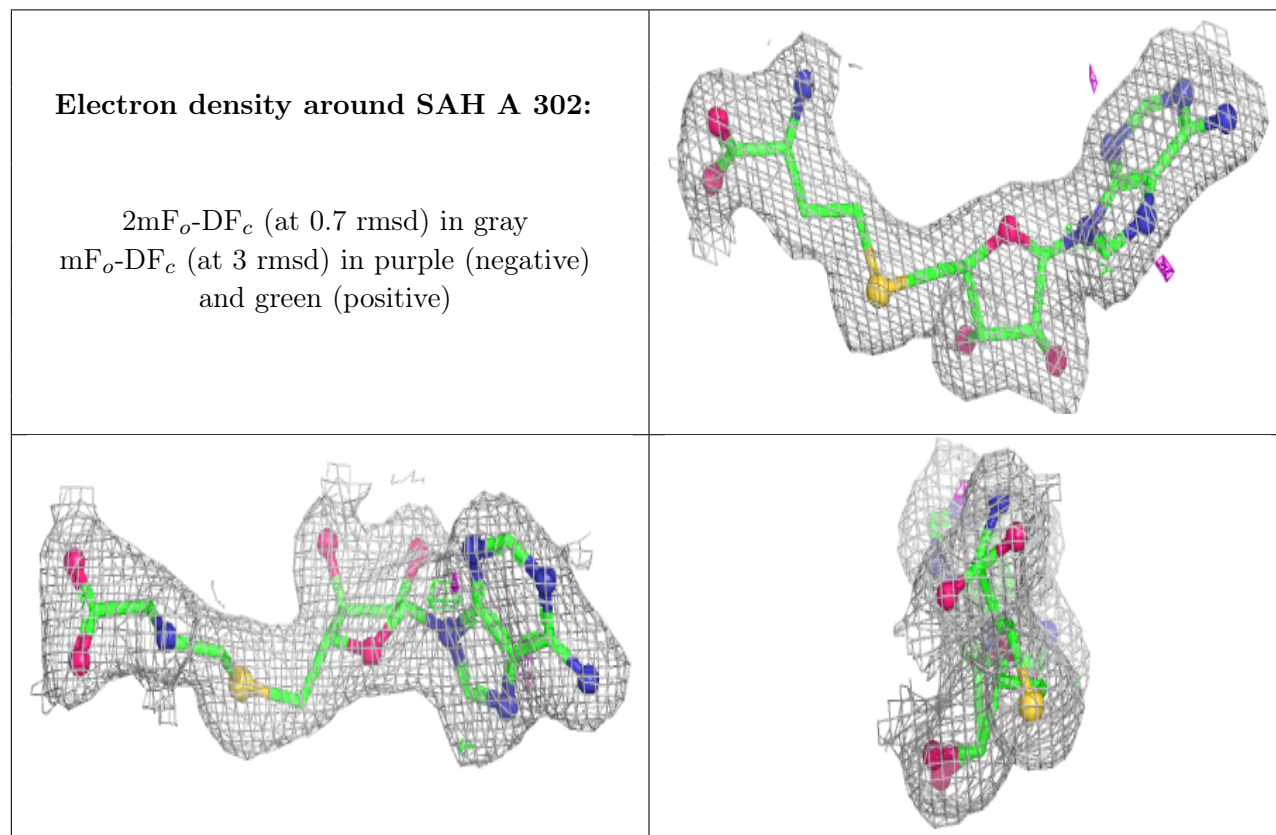 Electron density around SAH A 302:
2mFₒ-DF𝒸 (at 0.7 rmsd) in gray
mFₒ-DF𝒸 (at 3 rmsd) in purple (negative)
and green (positive)